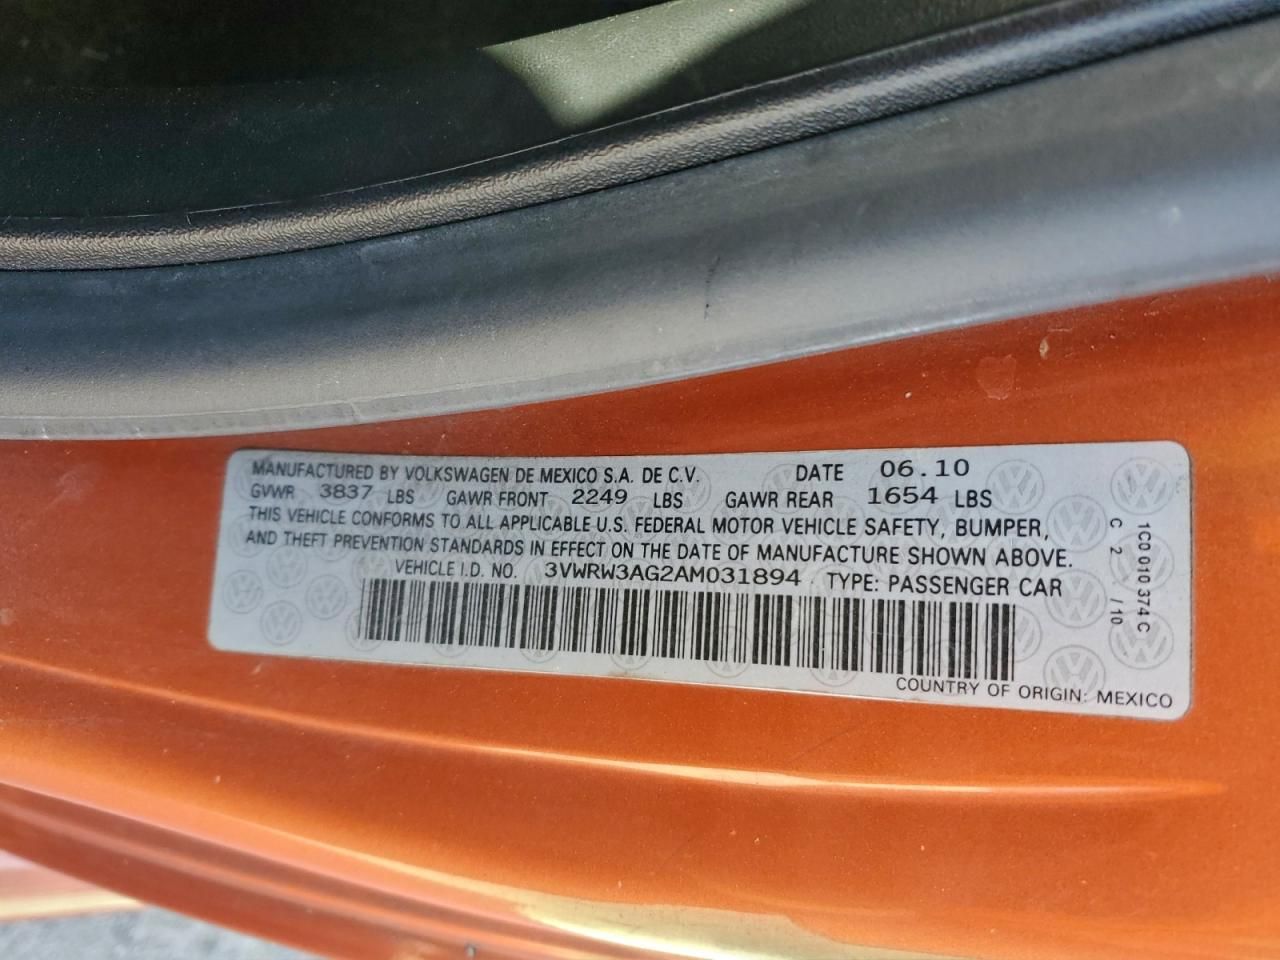 MANUFACTURED BY VOLKSWAGEN DE MEXICO S.A. DE C.V. DATE 06.10
GVWR 3837 LBS GAWR FRONT 2249 LBS GAWR REAR 1654 LBS
THIS VEHICLE CONFORMS TO ALL APPLICABLE U.S. FEDERAL MOTOR VEHICLE SAFETY, BUMPER,
AND THEFT PREVENTION STANDARDS IN EFFECT ON THE DATE OF MANUFACTURE SHOWN ABOVE.
VEHICLE I.D. NO. 3VWRW3AG2AM031894 TYPE: PASSENGER CAR
COUNTRY OF ORIGIN: MEXICO
1C0 010 374 C
C 2 /10